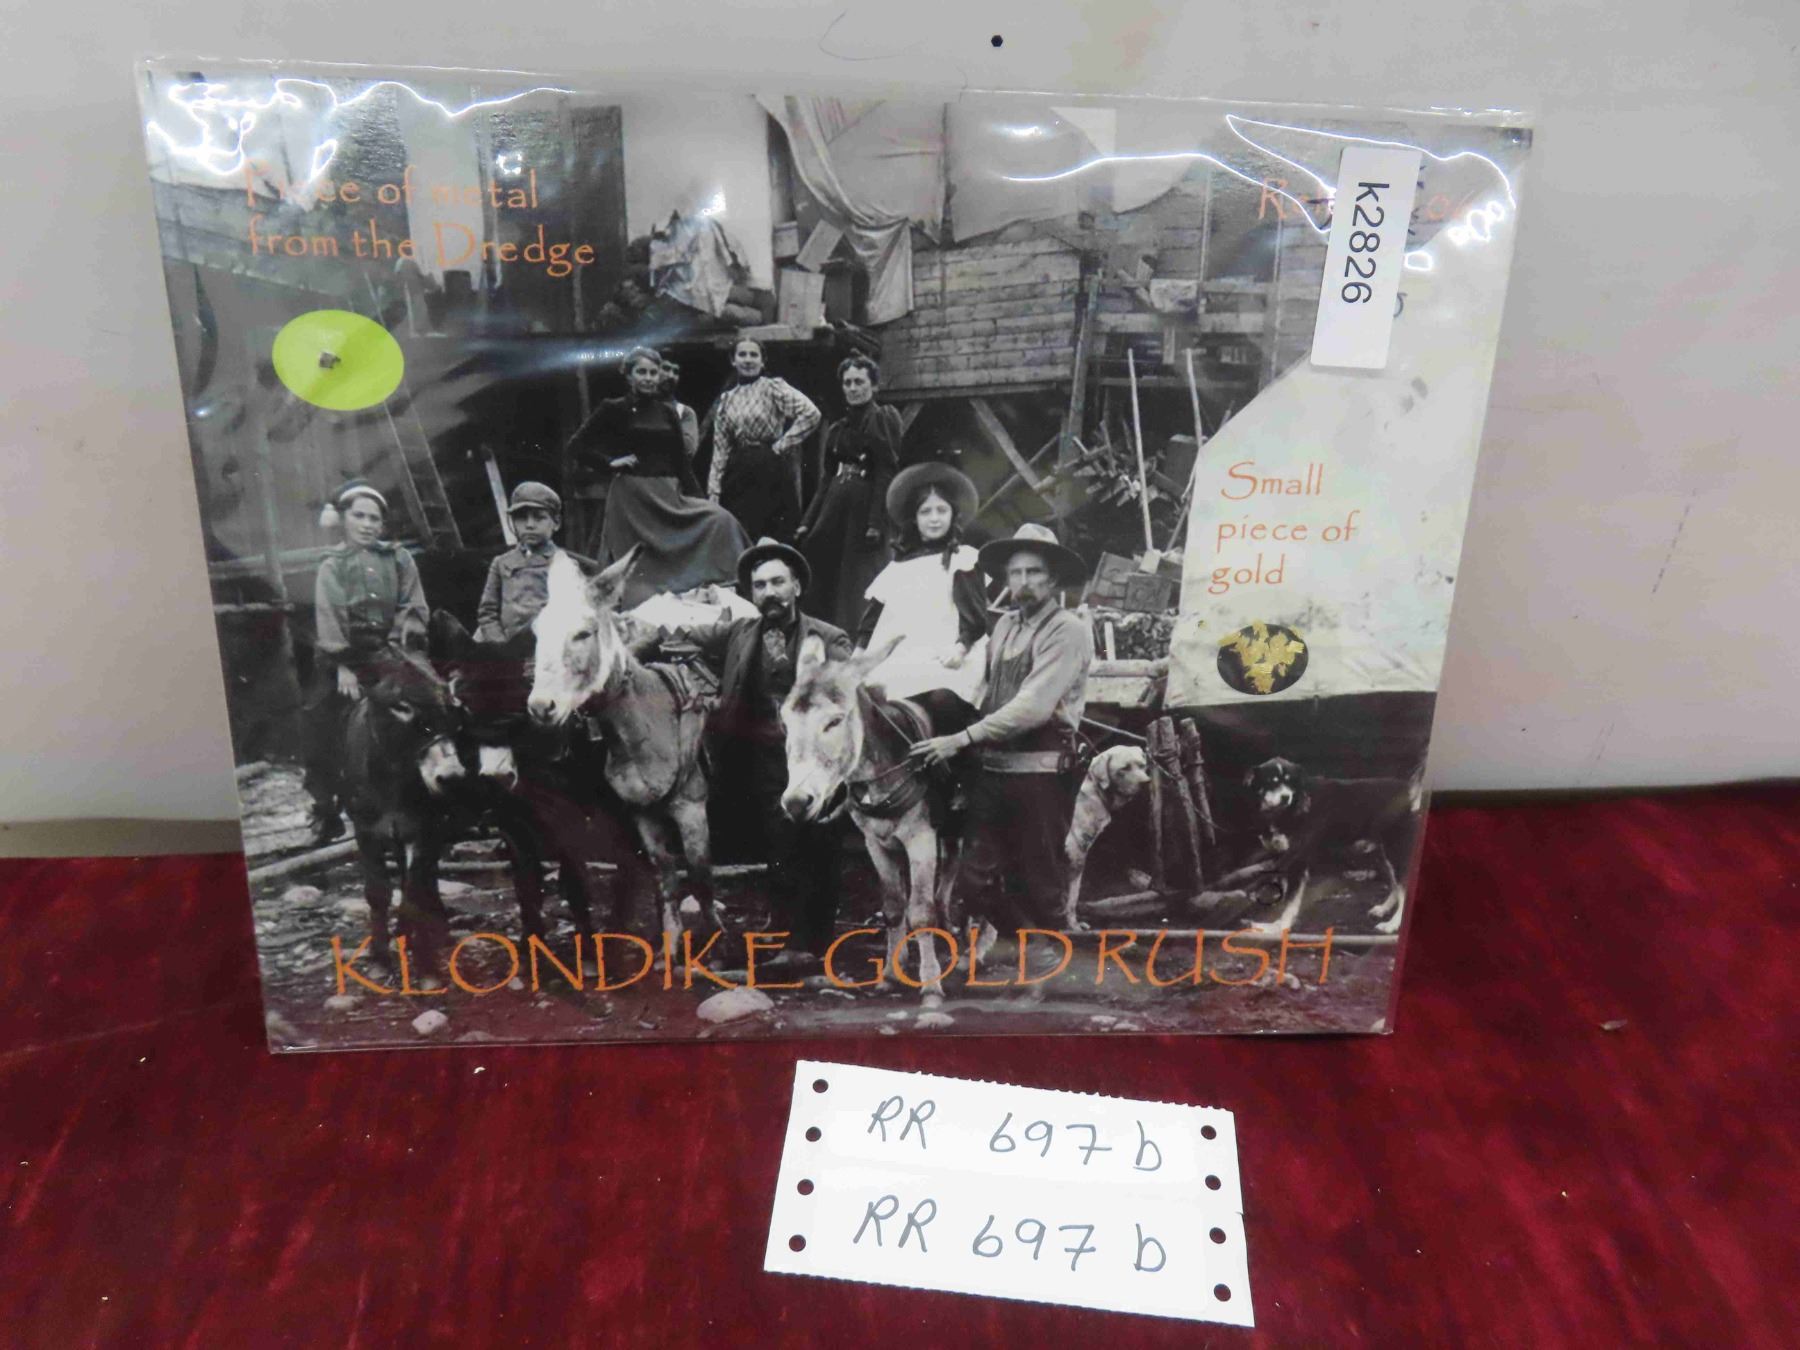 Piece of metal
from the Dredge
k2826
Small
piece of
gold
KLONDIKE GOLD RUSH
RR 697 b
RR 697 b